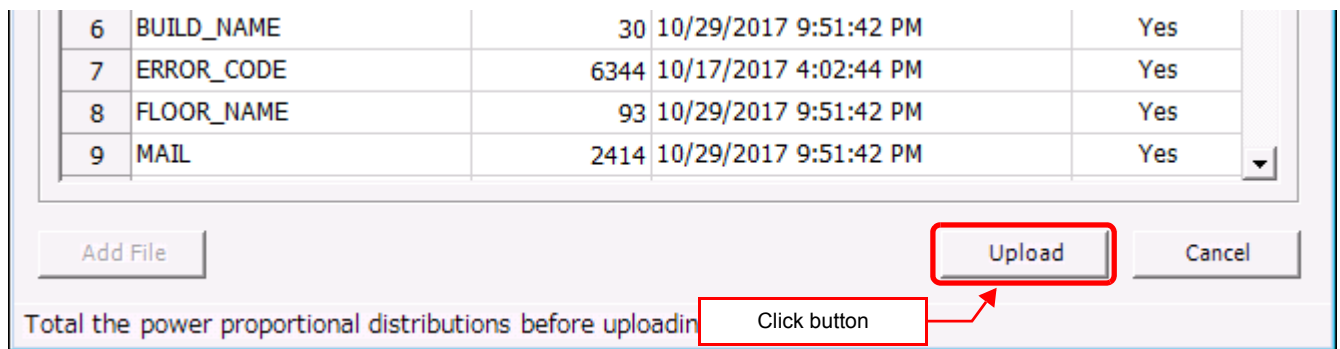 6 BUILD_NAME 30 10/29/2017 9:51:42 PM Yes
7 ERROR_CODE 6344 10/17/2017 4:02:44 PM Yes
8 FLOOR_NAME 93 10/29/2017 9:51:42 PM Yes
9 MAIL 2414 10/29/2017 9:51:42 PM Yes
Add File Upload Cancel
Total the power proportional distributions before uploadin
Click button